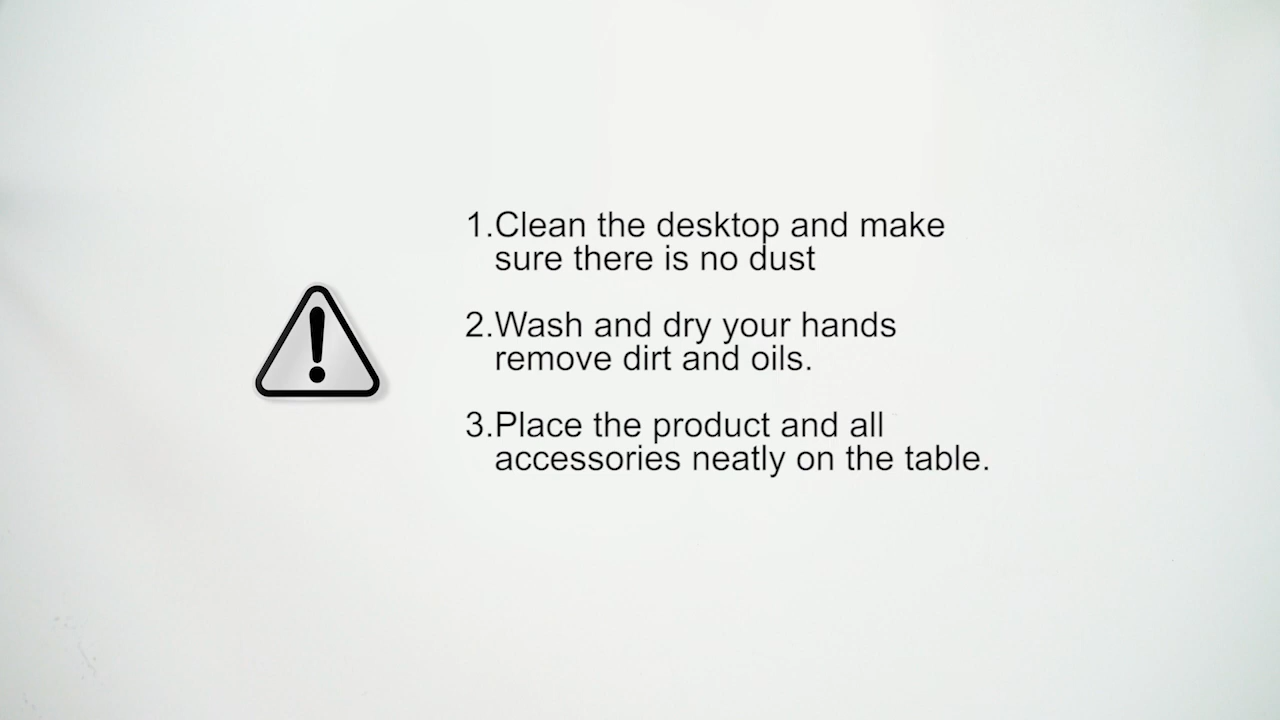 1.Clean the desktop and make
sure there is no dust
2.Wash and dry your hands
remove dirt and oils.
3.Place the product and all
accessories neatly on the table.